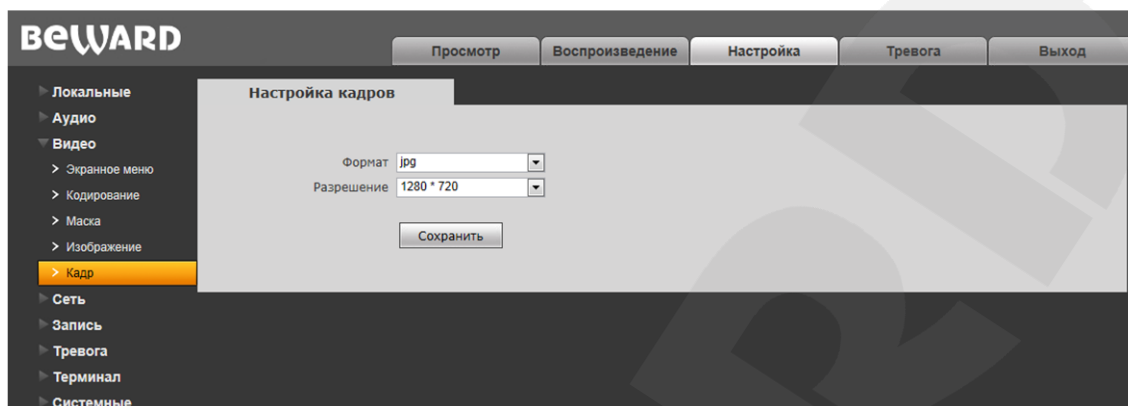 BEWARD
Просмотр Воспроизведение Настройка Тревога Выход
Локальные
Аудио
Видео
> Экранное меню
> Кодирование
> Маска
> Изображение
> Кадр
Сеть
Запись
Тревога
Терминал
Системные
Настройка кадров
Формат jpg
Разрешение 1280 * 720
Сохранить